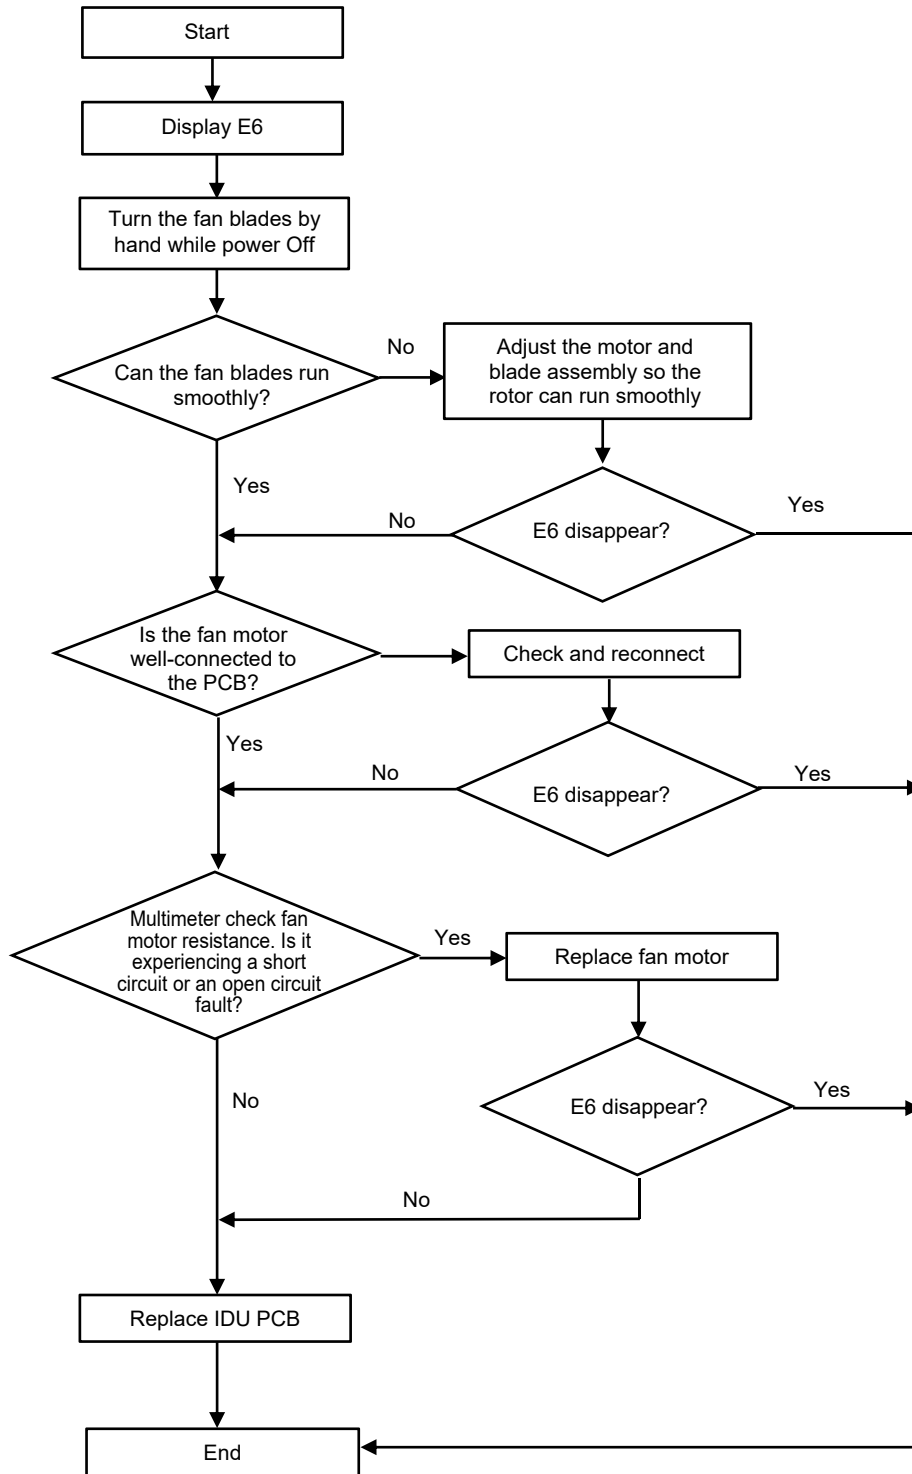 Start
Display E6
Turn the fan blades by
hand while power Off
Can the fan blades run
smoothly?
No
Adjust the motor and
blade assembly so the
rotor can run smoothly
Yes
No
E6 disappear?
Yes
Is the fan motor
well-connected to
the PCB?
Check and reconnect
Yes
No
E6 disappear?
Yes
Multimeter check fan
motor resistance. Is it
experiencing a short
circuit or an open circuit
fault?
Yes
Replace fan motor
No
E6 disappear?
Yes
No
Replace IDU PCB
End